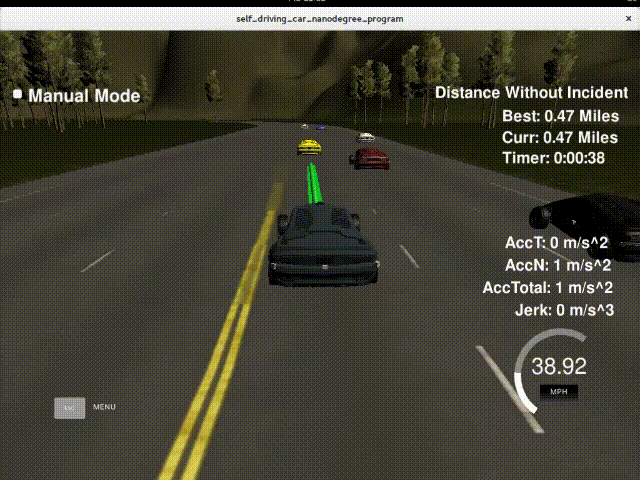 self_driving_car_nanodegree_program
Manual Mode
Distance Without Incident
Best: 0.47 Miles
Curr: 0.47 Miles
Timer: 0:00:38
AccT: 0 m/s^2
AccN: 1 m/s^2
AccTotal: 1 m/s^2
Jerk: 0 m/s^3
38.92
MPH
MENU